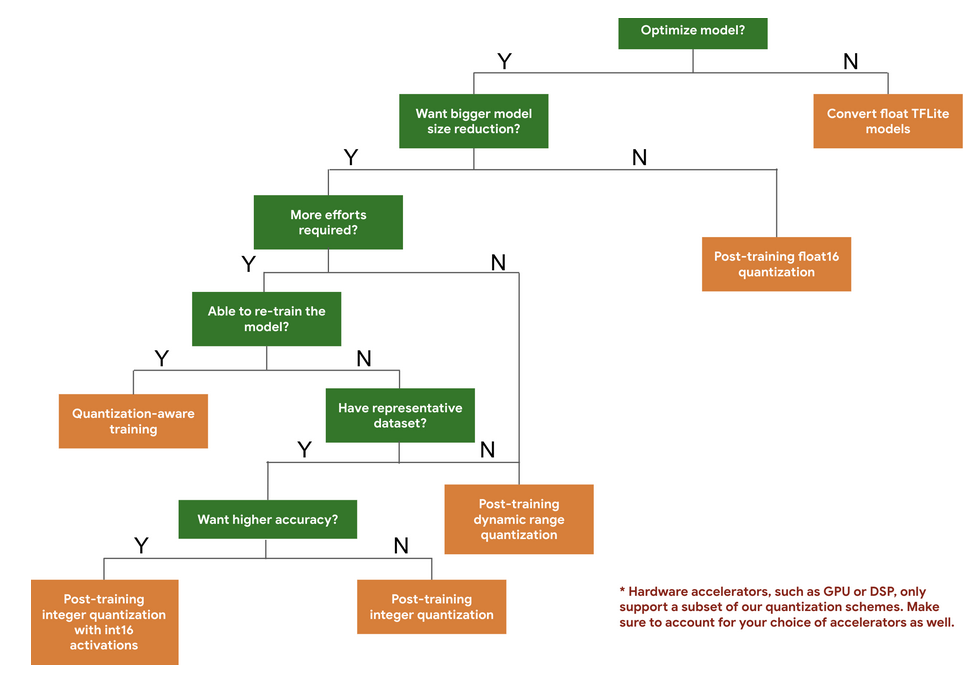 Optimize model?
Y
N
Want bigger model
size reduction?
Convert float TFLite
models
Y
N
More efforts
required?
Post-training float16
quantization
Y
N
Able to re-train the
model?
Y
N
Quantization-aware
training
Have representative
dataset?
Y
N
Want higher accuracy?
Post-training
dynamic range
quantization
Y
N
Post-training
integer quantization
with int16
activations
Post-training
integer quantization
* Hardware accelerators, such as GPU or DSP, only
support a subset of our quantization schemes. Make
sure to account for your choice of accelerators as well.